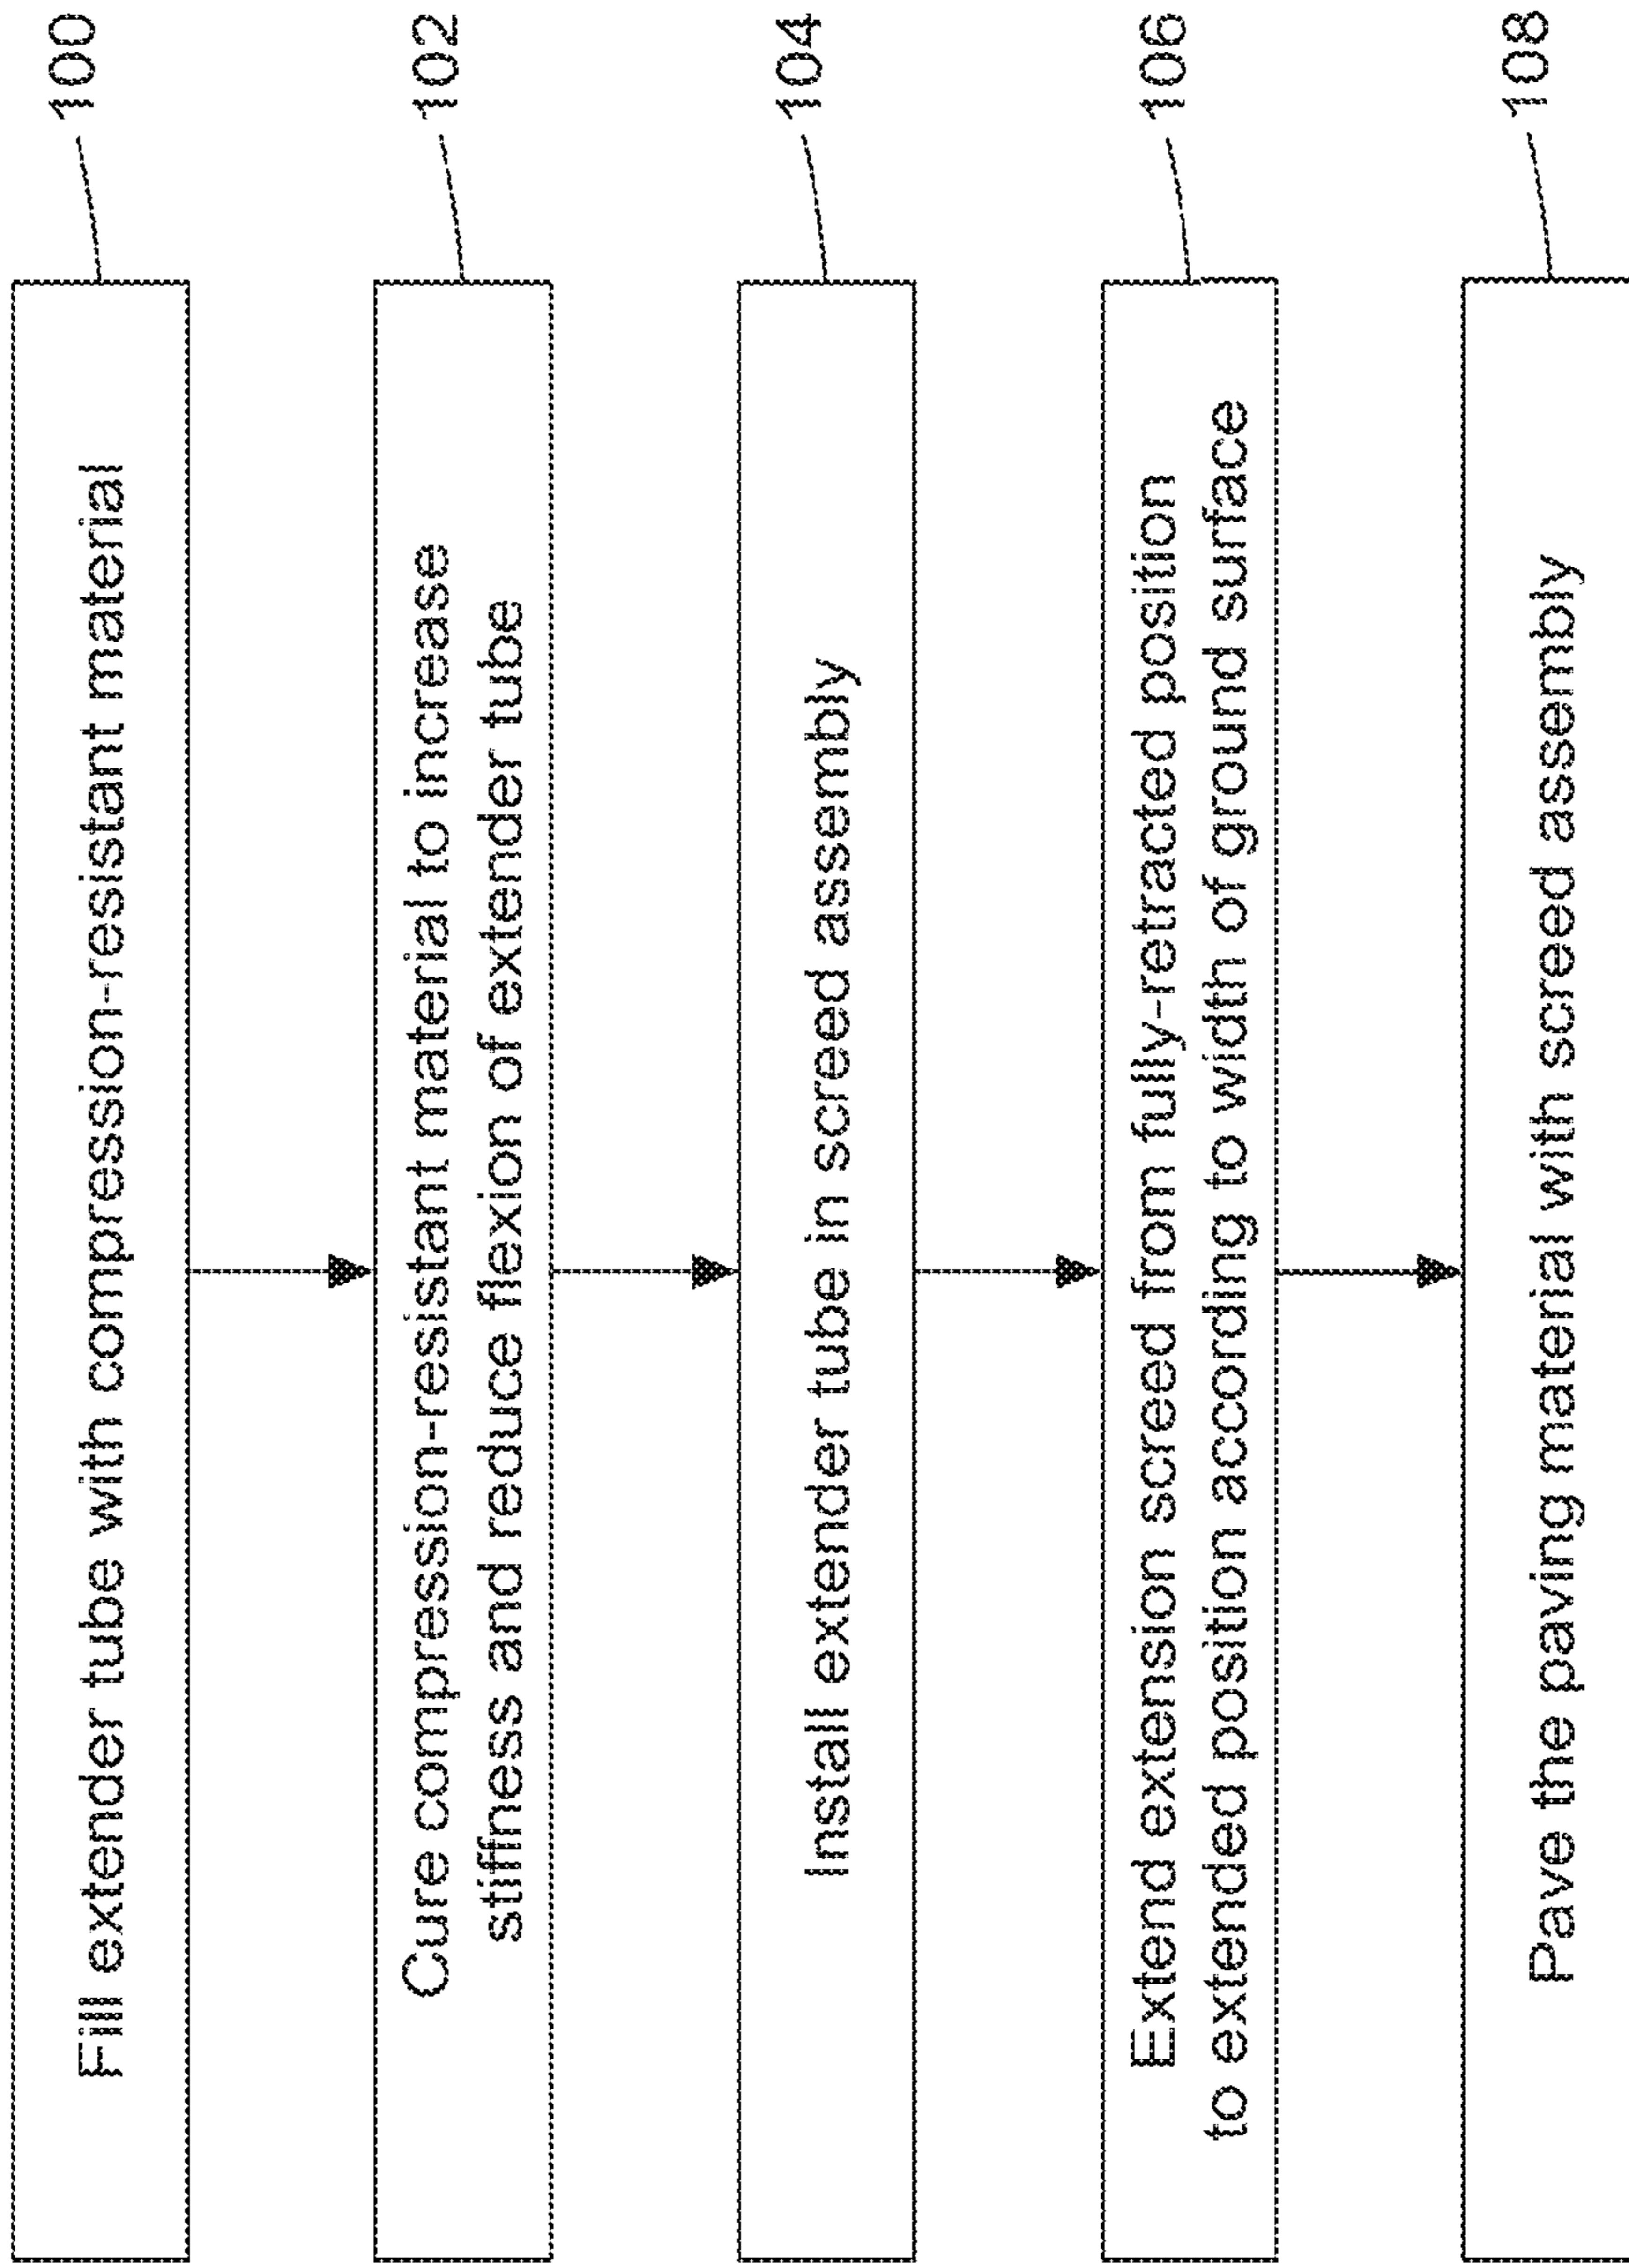 Fill extender tube with compression-resistant material
100
Cure compression-resistant material to increase
stiffness and reduce flexion of extender tube
102
Install extender tube in screed assembly
104
Extend extension screed from fully-retracted position
to extended position according to width of ground surface
106
Pave the paving material with screed assembly
108